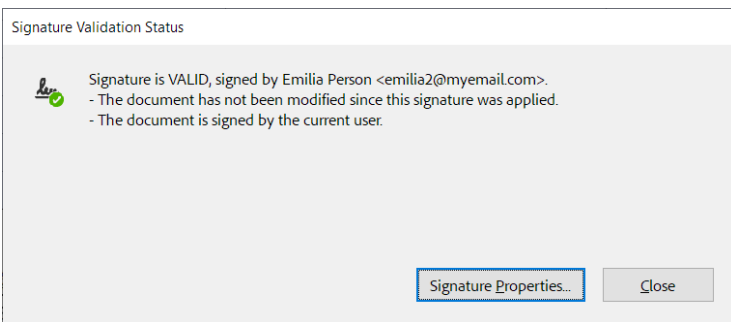 Signature Validation Status
Signature is VALID, signed by Emilia Person <emilia2@myemail.com>.
- The document has not been modified since this signature was applied.
- The document is signed by the current user.
Signature Properties...
Close